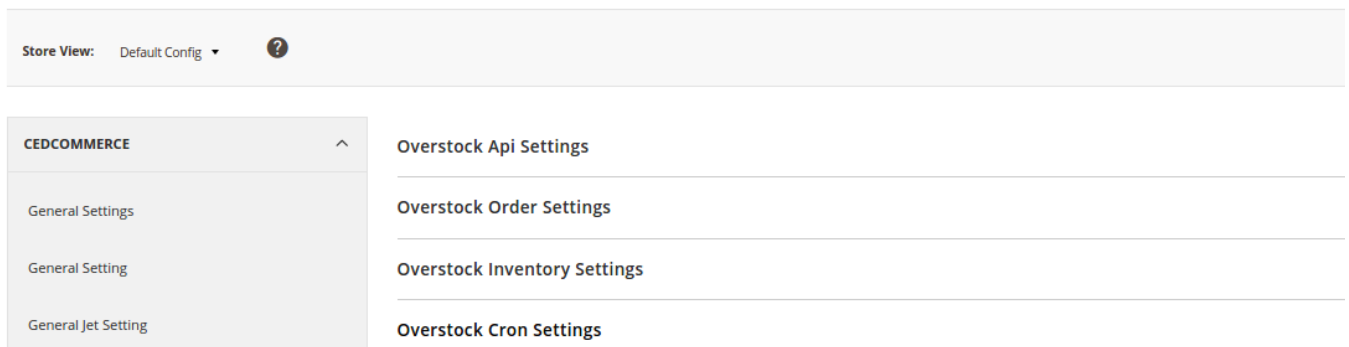 Store View: Default Config
CEDCOMMERCE
General Settings
General Setting
General Jet Setting
Overstock Api Settings
Overstock Order Settings
Overstock Inventory Settings
Overstock Cron Settings